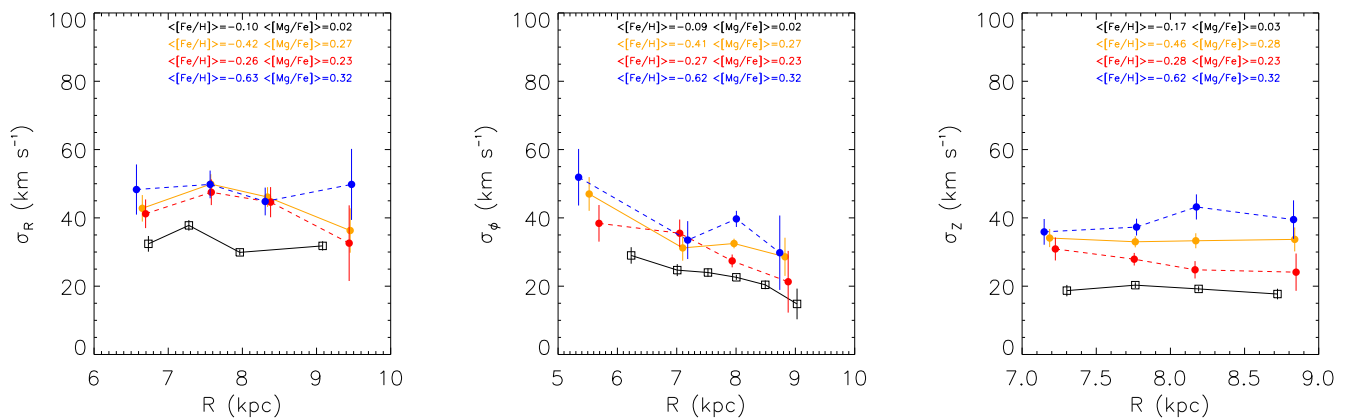 <[Fe/H]>=-0.10 <[Mg/Fe]>=0.02
<[Fe/H]>=-0.42 <[Mg/Fe]>=0.27
<[Fe/H]>=-0.26 <[Mg/Fe]>=0.23
<[Fe/H]>=-0.63 <[Mg/Fe]>=0.32
100
80
60
40
20
0
σR (km s⁻¹)
6 7 8 9 10
R (kpc)
<[Fe/H]>=-0.09 <[Mg/Fe]>=0.02
<[Fe/H]>=-0.41 <[Mg/Fe]>=0.27
<[Fe/H]>=-0.27 <[Mg/Fe]>=0.23
<[Fe/H]>=-0.62 <[Mg/Fe]>=0.32
100
80
60
40
20
0
σϕ (km s⁻¹)
5 6 7 8 9 10
R (kpc)
<[Fe/H]>=-0.17 <[Mg/Fe]>=0.03
<[Fe/H]>=-0.46 <[Mg/Fe]>=0.28
<[Fe/H]>=-0.28 <[Mg/Fe]>=0.23
<[Fe/H]>=-0.62 <[Mg/Fe]>=0.32
100
80
60
40
20
0
σZ (km s⁻¹)
7.0 7.5 8.0 8.5 9.0
R (kpc)